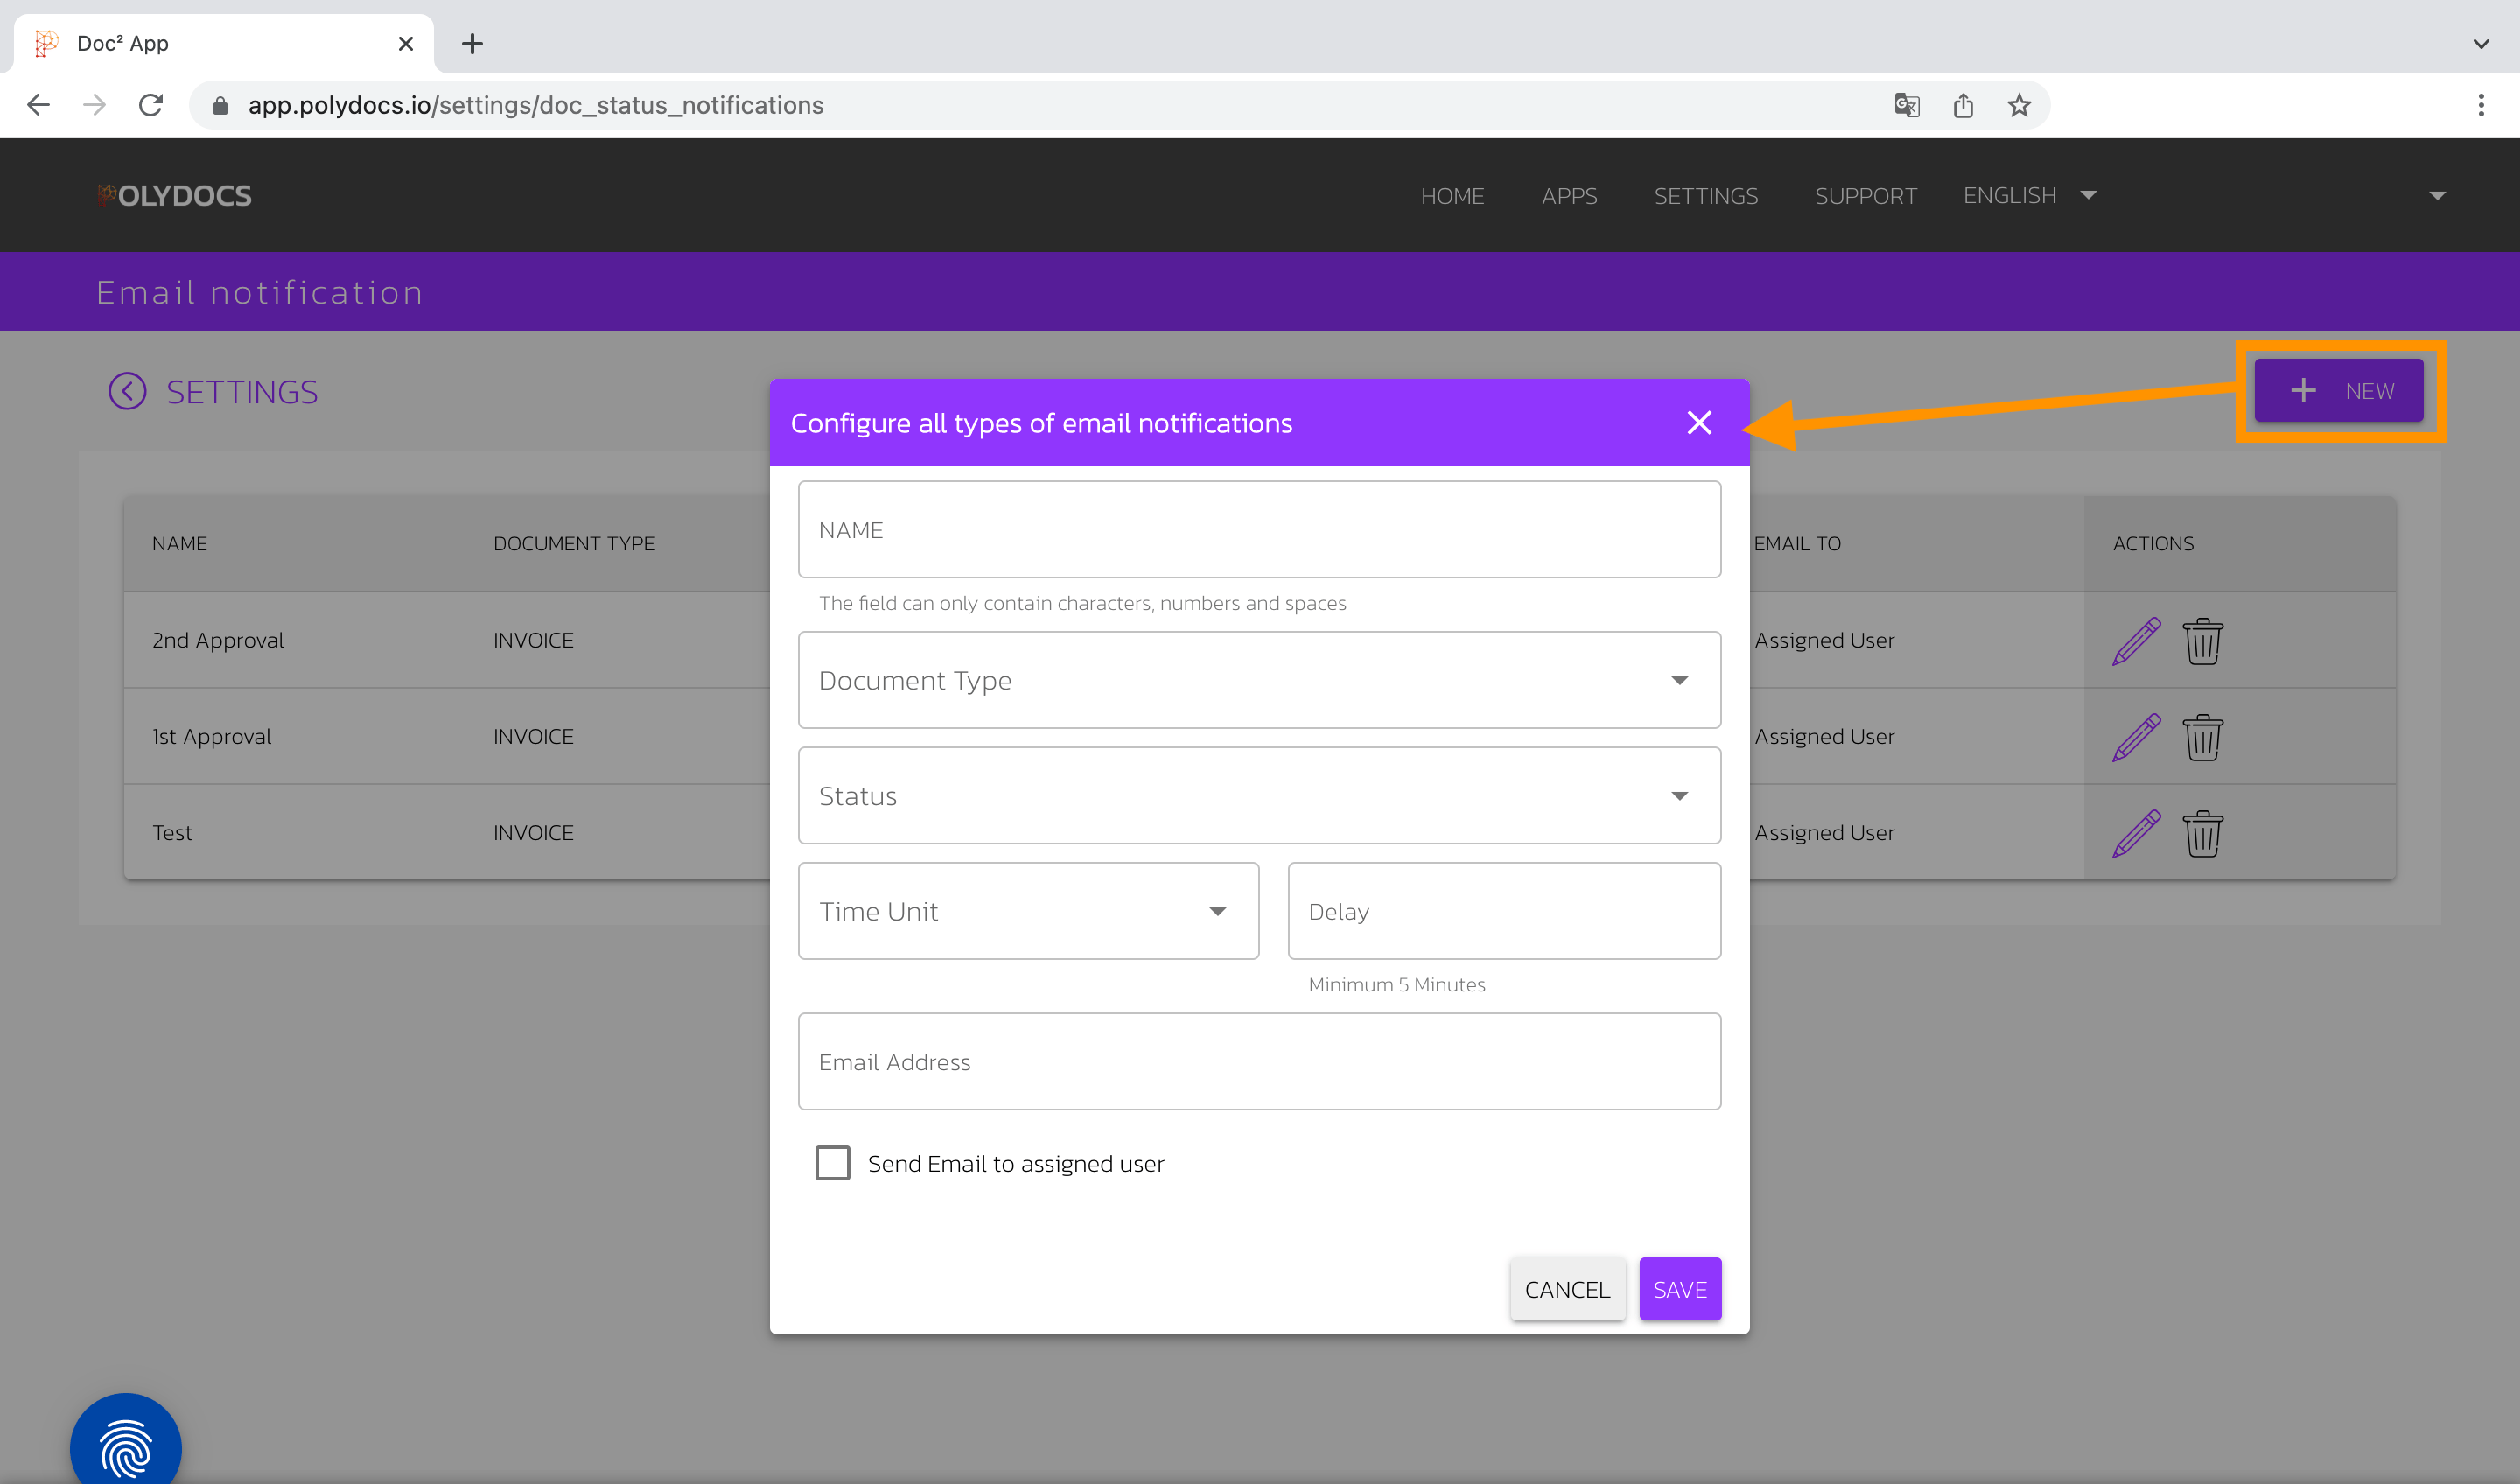 Doc² App
app.polydocs.io/settings/doc_status_notifications
POLYDOCS
HOME APPS SETTINGS SUPPORT ENGLISH
Email notification
SETTINGS
NEW
Configure all types of email notifications
NAME DOCUMENT TYPE EMAIL TO ACTIONS
2nd Approval INVOICE Assigned User
1st Approval INVOICE Assigned User
Test INVOICE Assigned User
NAME
The field can only contain characters, numbers and spaces
Document Type
Status
Time Unit
Delay
Minimum 5 Minutes
Email Address
Send Email to assigned user
CANCEL SAVE